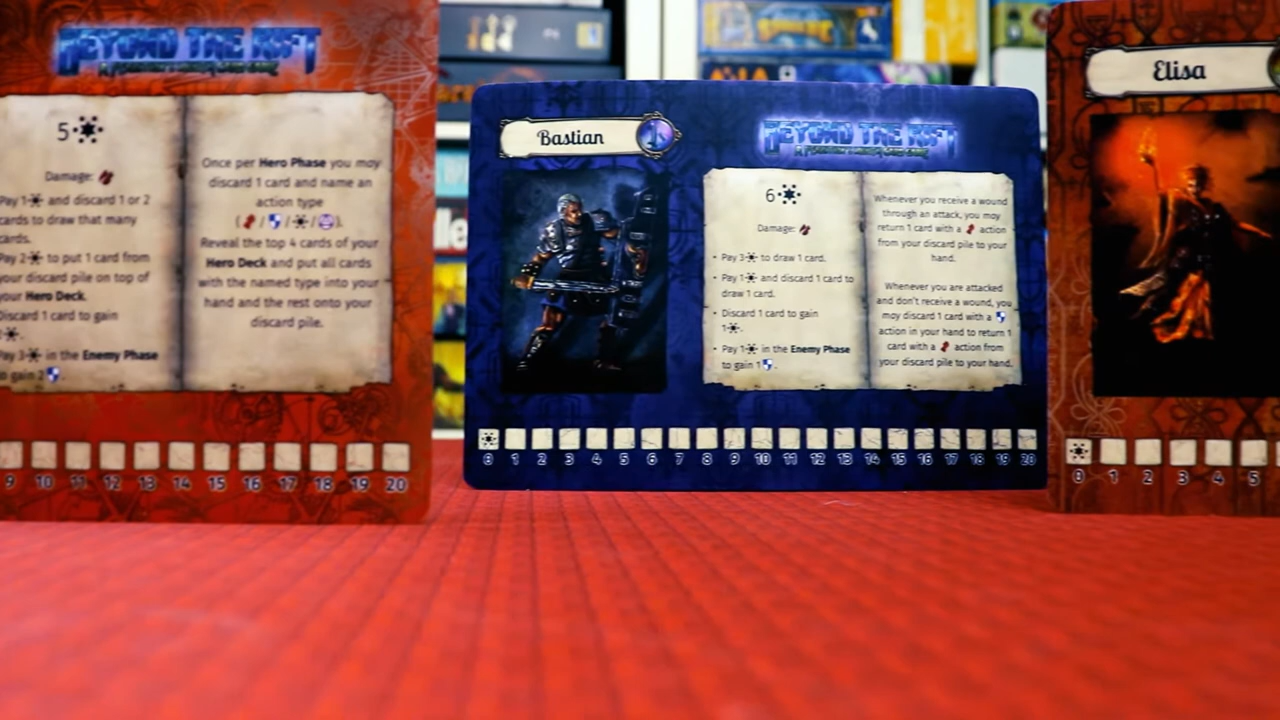 BEYOND THE RIFT
5
Damage:
Pay 1 and discard 1 or 2
cards to draw that many
cards.
Pay 2 to put 1 card from
your discard pile on top of
your Hero Deck.
Discard 1 card to gain
Pay 3 in the Enemy Phase
to gain 2
Once per Hero Phase you may
discard 1 card and name an
action type
( / / / ).
Reveal the top 4 cards of your
Hero Deck and put all cards
with the named type into your
hand and the rest onto your
discard pile.
9 10 11 12 13 14 15 16 17 18 19 20
Bastian
1
BEYOND THE RIFT
6
Damage:
• Pay 3 to draw 1 card.
• Pay 1 and discard 1 card to
draw 1 card.
• Discard 1 card to gain
1 .
• Pay 1 in the Enemy Phase
to gain 1 .
Whenever you receive a wound
through an attack, you may
return 1 card with a action
from your discard pile to your
hand.
Whenever you are attacked
and don't receive a wound, you
may discard 1 card with a
action in your hand to return 1
card with a action from
your discard pile to your hand.
0 1 2 3 4 5 6 7 8 9 10 11 12 13 14 15 16 17 18 19 20
Elisa
0 1 2 3 4 5